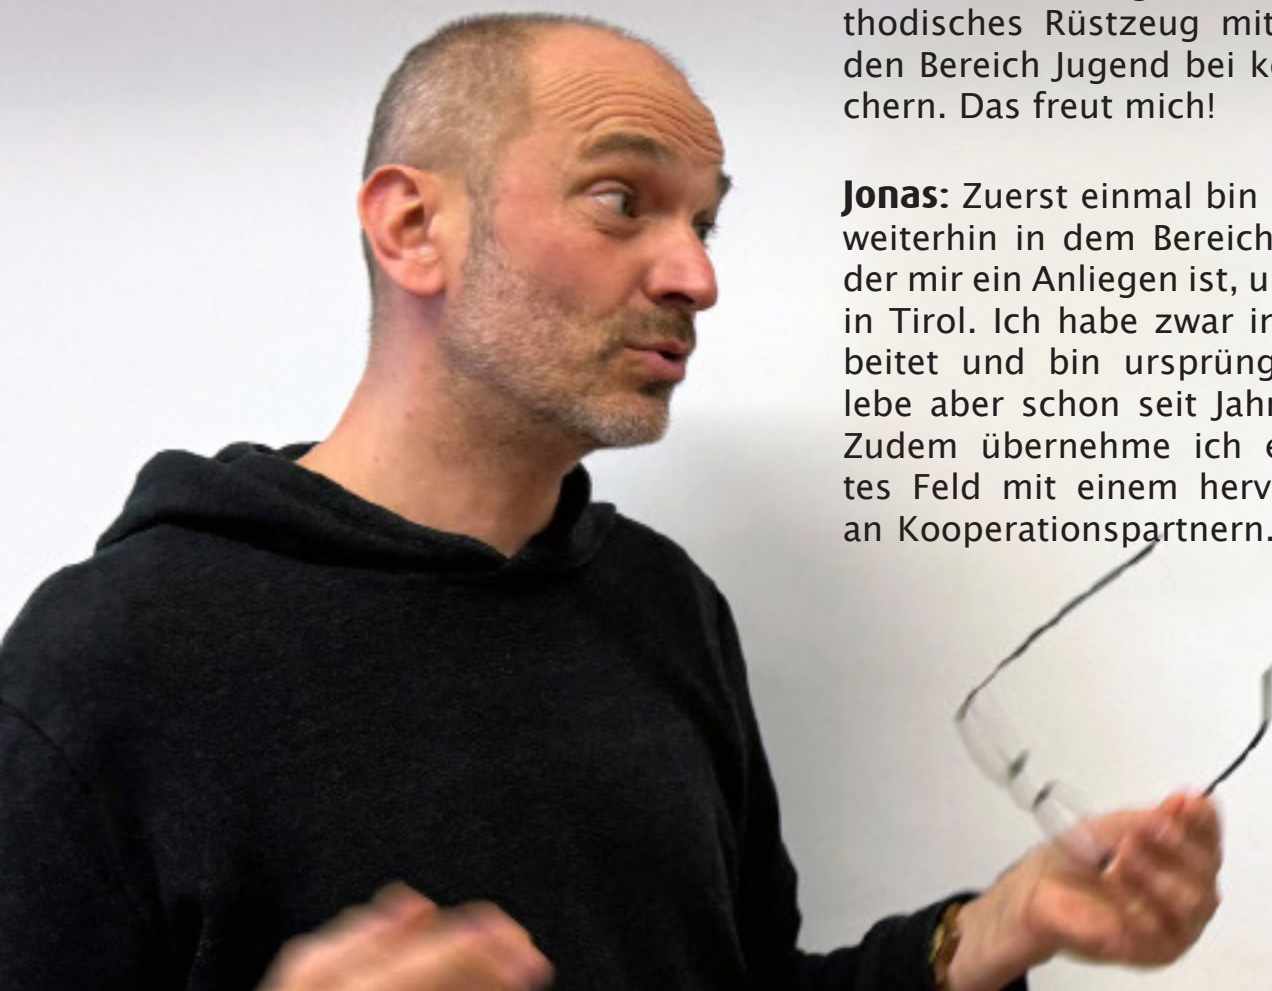 thodisches Rüstzeug mit
den Bereich Jugend bei
chern. Das freut mich!
Jonas: Zuerst einmal bin
weiterhin in dem Bereich
der mir ein Anliegen ist,
in Tirol. Ich habe zwar
beitet und bin
lebe aber schon seit
Zudem übernehme ich
tes Feld mit einem
an Kooperationspartnern.